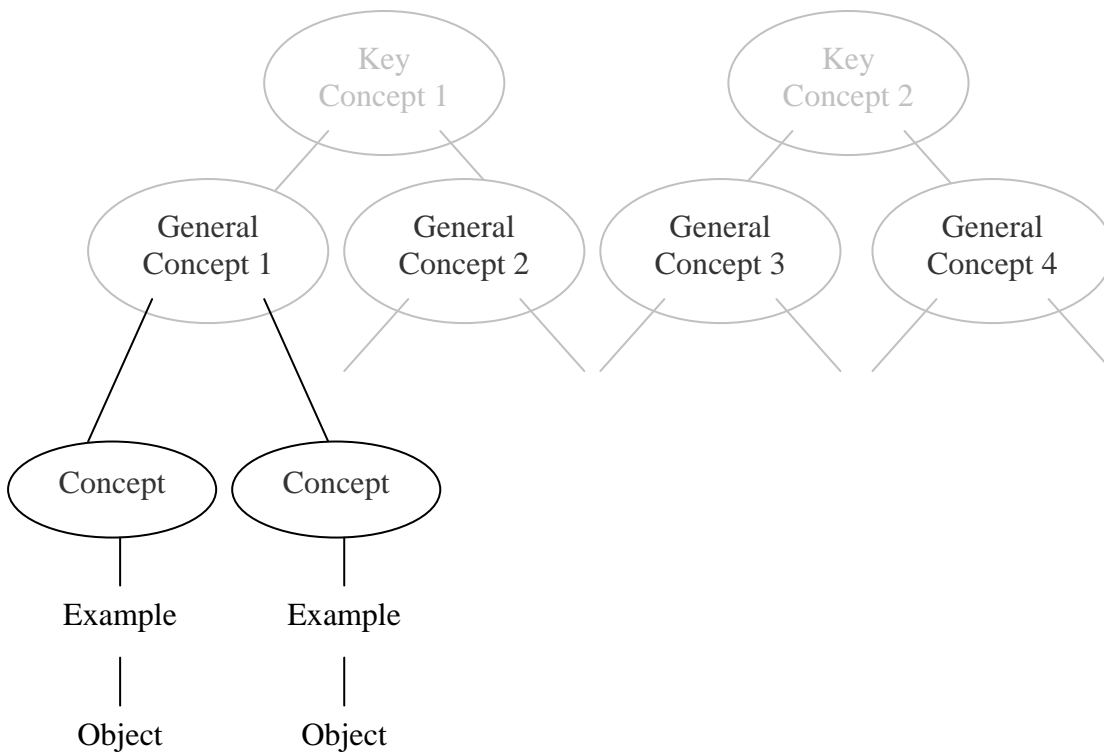 Key
Concept 1
Key
Concept 2
General
Concept 1
General
Concept 2
General
Concept 3
General
Concept 4
Concept
Concept
Example
Example
Object
Object